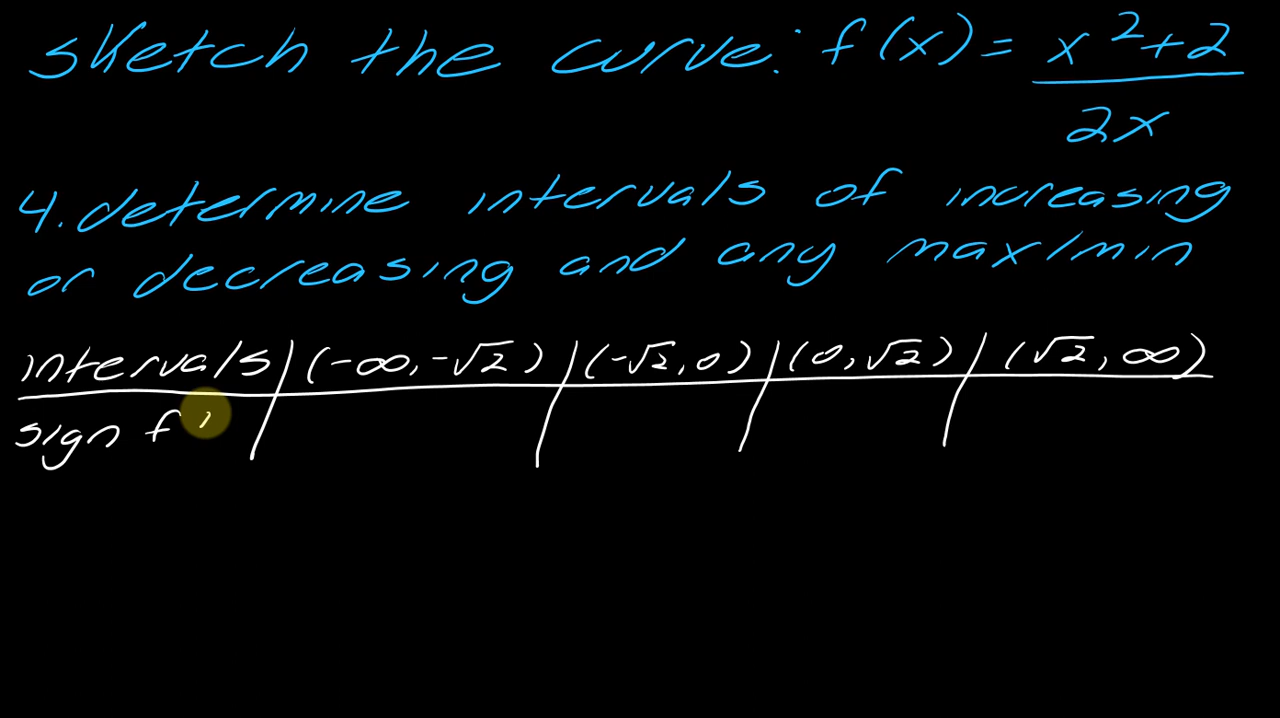 sketch the curve: f(x) = x²+2 / 2x
4. determine intervals of increasing
or decreasing and any max/min
intervals | (-∞, -√2) | (-√2, 0) | (0, √2) | (√2, ∞)
sign f'